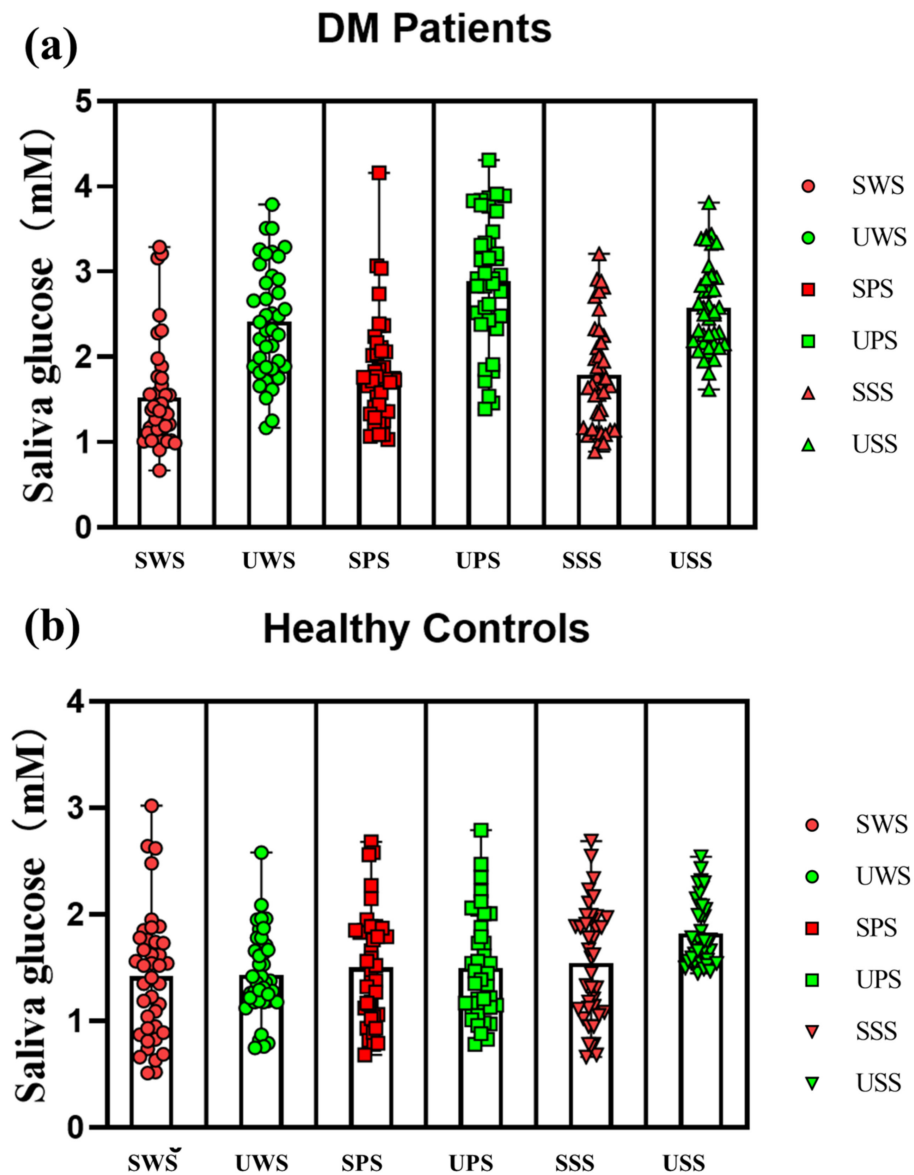 (a)
DM Patients
Saliva glucose (mM)
5
4
3
2
1
0
SWS UWS SPS UPS SSS USS
SWS
UWS
SPS
UPS
SSS
USS
(b)
Healthy Controls
Saliva glucose (mM)
4
3
2
1
0
SWS̆ UWS SPS UPS SSS USS
SWS
UWS
SPS
UPS
SSS
USS